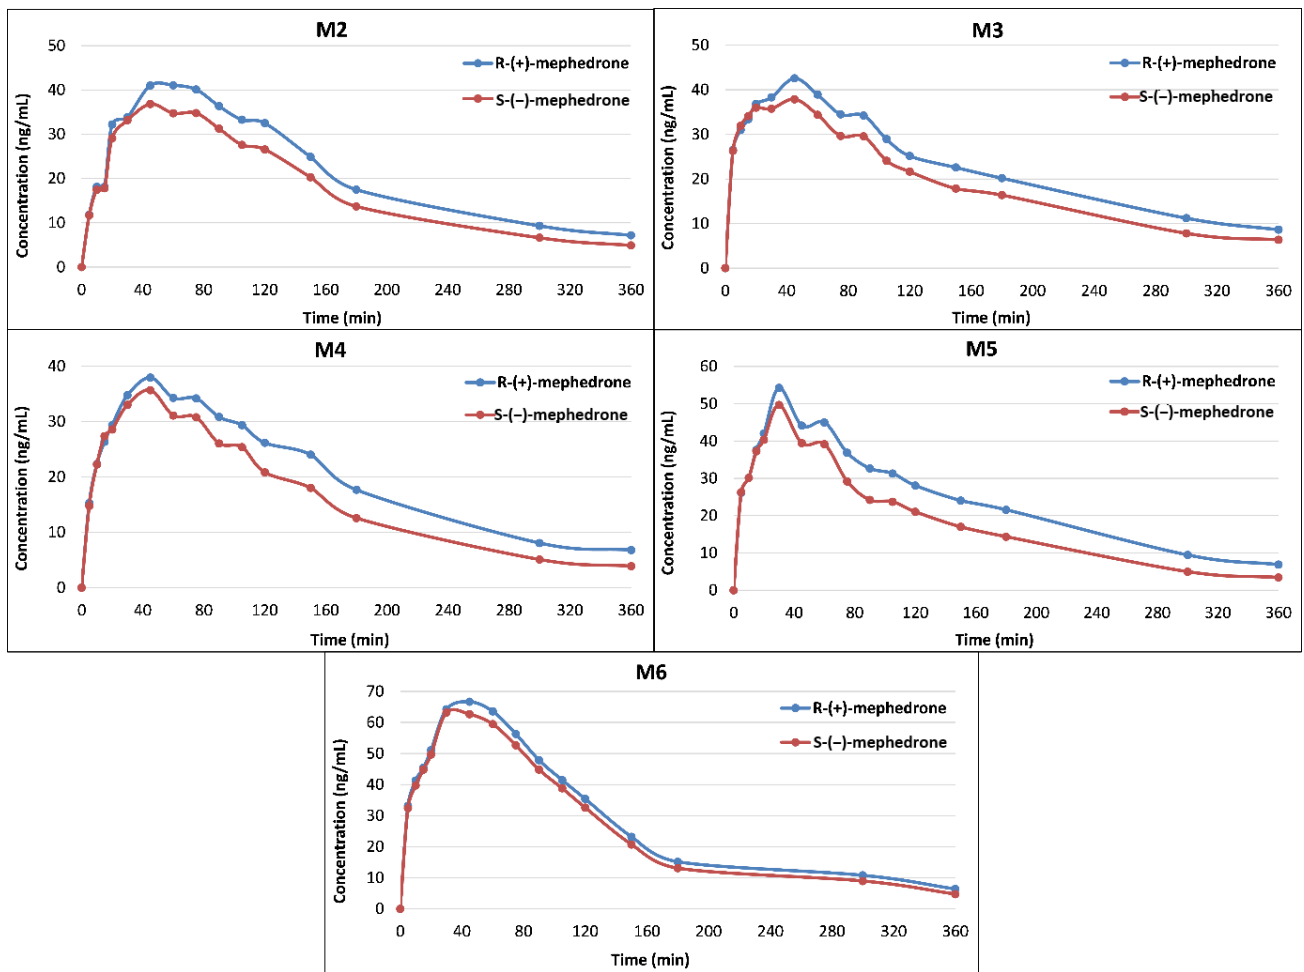 M2
R-(+)-mephedrone
S-(−)-mephedrone
Concentration (ng/mL)
50
40
30
20
10
0
0 40 80 120 160 200 240 280 320 360
Time (min)
M3
R-(+)-mephedrone
S-(−)-mephedrone
Concentration (ng/mL)
50
40
30
20
10
0
0 40 80 120 160 200 240 280 320 360
Time (min)
M4
R-(+)-mephedrone
S-(−)-mephedrone
Concentration (ng/mL)
40
30
20
10
0
0 40 80 120 160 200 240 280 320 360
Time (min)
M5
R-(+)-mephedrone
S-(−)-mephedrone
Concentration (ng/mL)
60
50
40
30
20
10
0
0 40 80 120 160 200 240 280 320 360
Time (min)
M6
R-(+)-mephedrone
S-(−)-mephedrone
Concentration (ng/mL)
70
60
50
40
30
20
10
0
0 40 80 120 160 200 240 280 320 360
Time (min)